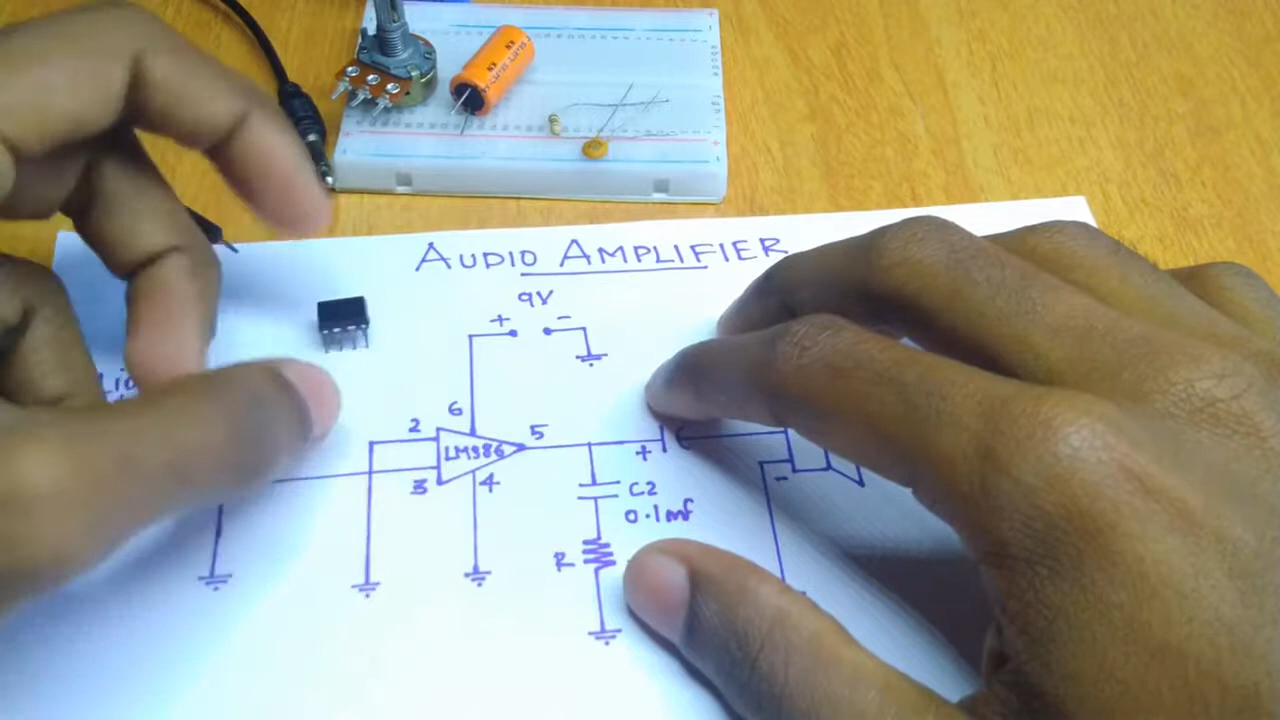 AUDIO AMPLIFIER
9V
+ -
6
2
LM386
5
3
4
+
-
C2
0.1mf
R